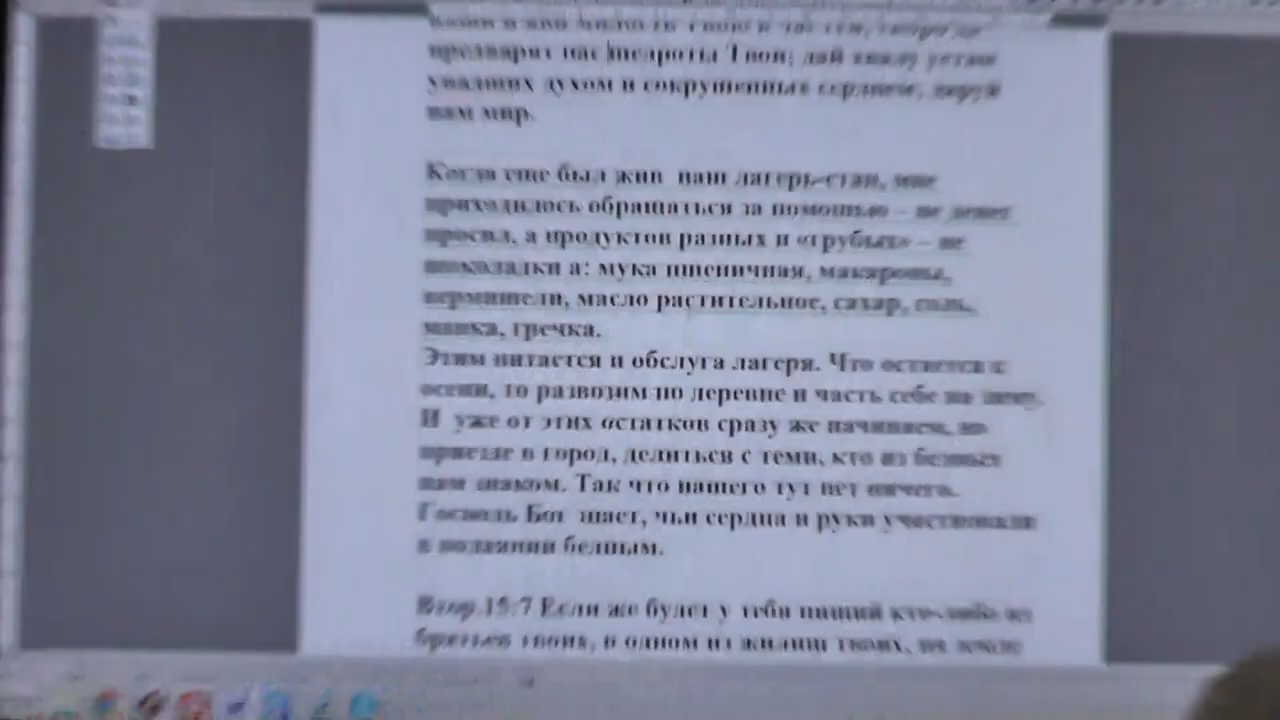 предварят нас щедроты Твои; дай хвалу устам
унылых духом и сокрушенных сердцем, даруй
нам мир.
Когда еще был жив наш лагерь-стан, мне
приходилось обращаться за помощью – не денег
просил, а продуктов разных и «грубых» – не
шоколадки а: мука пшеничная, макароны,
вермишели, масло растительное, сахар, соль,
манка, гречка.
Этим питается и обслуга лагеря. Что остается к
осени, то развозим по деревне и часть себе на зиму.
И уже от этих остатков сразу же начинаем, по
приезде в город, делиться с теми, кто из бедных
нам знаком. Так что нашего тут нет ничего.
Господь Бог знает, чьи сердца и руки участвовали
в подаянии бедным.
Втор.15:7 Если же будет у тебя нищий кто-либо из
братьев твоих, в одном из жилищ твоих, на земле